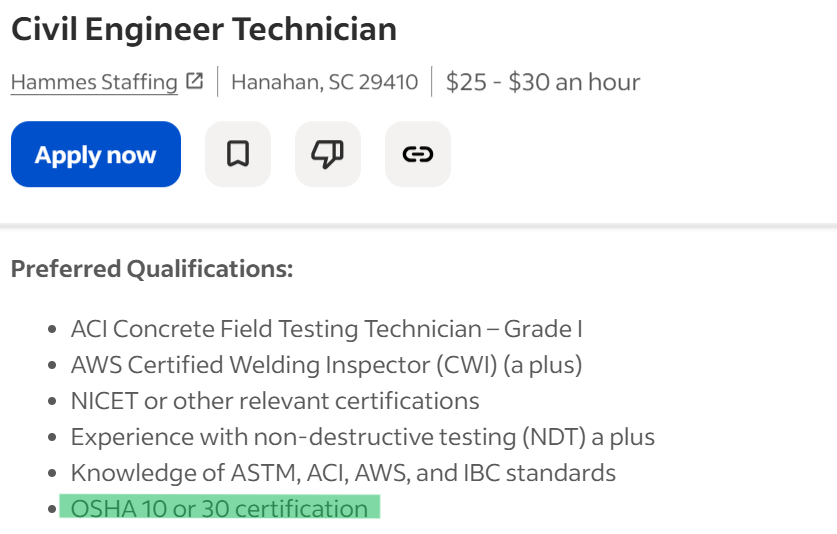 Civil Engineer Technician
Hammes Staffing Hanahan, SC 29410 $25 - $30 an hour
Apply now
Preferred Qualifications:
• ACI Concrete Field Testing Technician – Grade I
• AWS Certified Welding Inspector (CWI) (a plus)
• NICET or other relevant certifications
• Experience with non-destructive testing (NDT) a plus
• Knowledge of ASTM, ACI, AWS, and IBC standards
• OSHA 10 or 30 certification